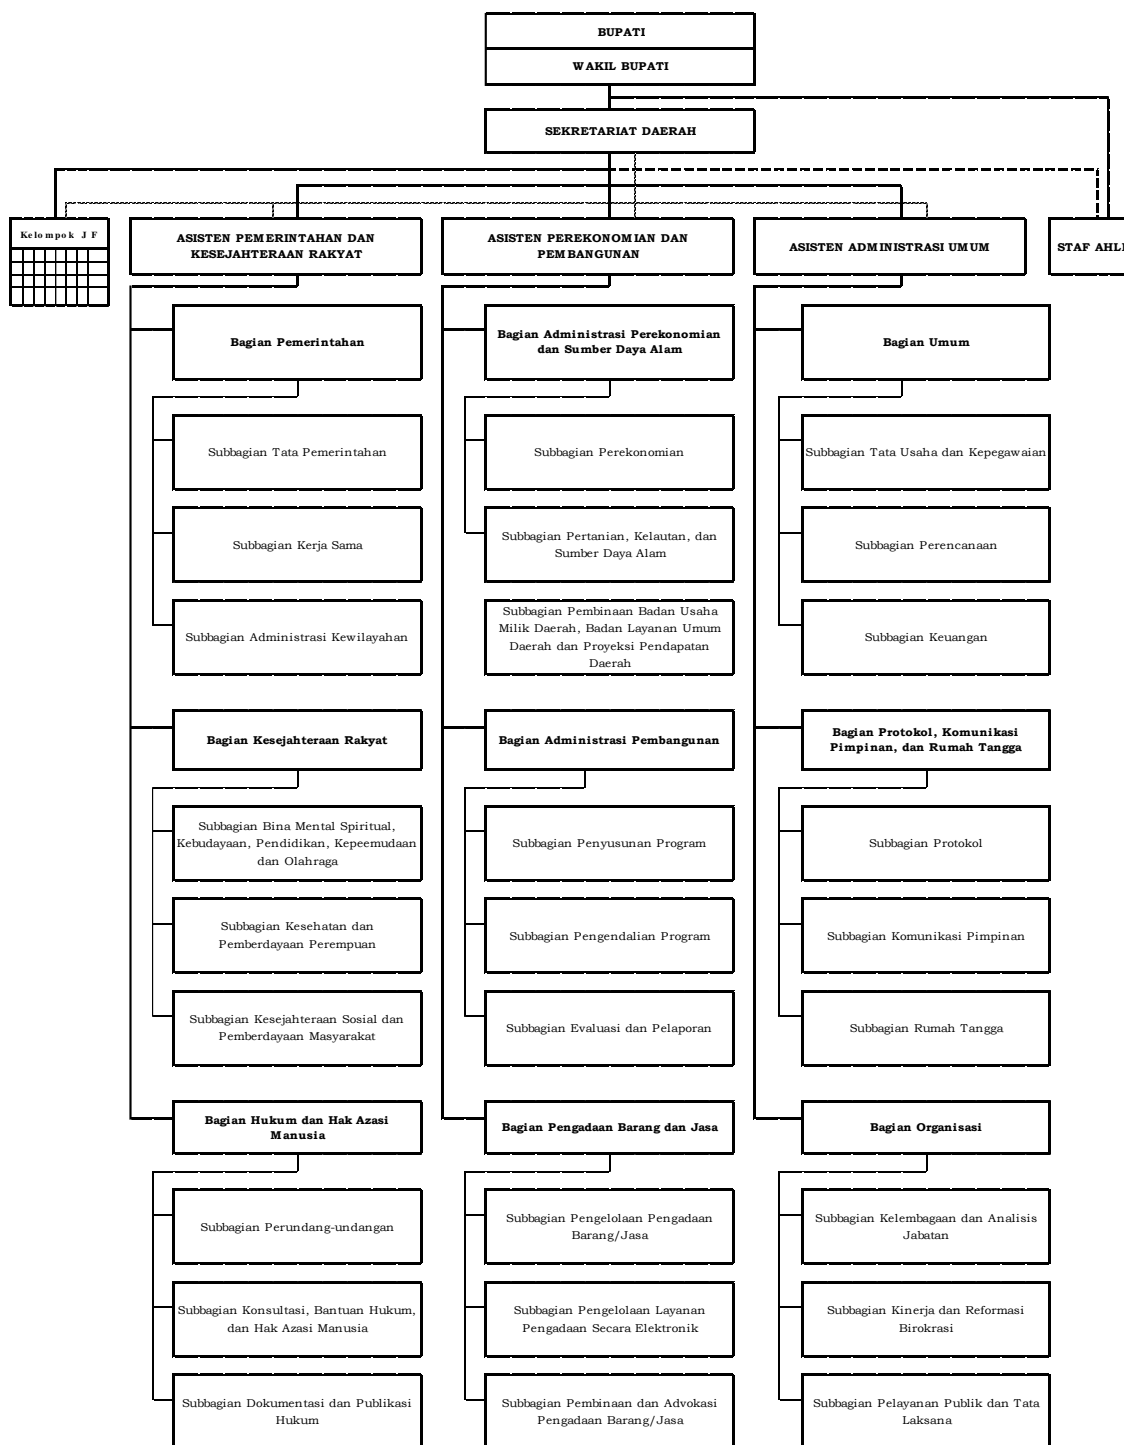 BUPATI
WAKIL BUPATI
SEKRETARIAT DAERAH
Kelompok J F
ASISTEN PEMERINTAHAN DAN
KESEJAHTERAAN RAKYAT
ASISTEN PEREKONOMIAN DAN
PEMBANGUNAN
ASISTEN ADMINISTRASI UMUM
STAF AHLI
Bagian Pemerintahan
Bagian Administrasi Perekonomian
dan Sumber Daya Alam
Bagian Umum
Subbagian Tata Pemerintahan
Subbagian Perekonomian
Subbagian Tata Usaha dan Kepegawaian
Subbagian Kerja Sama
Subbagian Pertanian, Kelautan, dan
Sumber Daya Alam
Subbagian Perencanaan
Subbagian Administrasi Kewilayahan
Subbagian Pembinaan Badan Usaha
Milik Daerah, Badan Layanan Umum
Daerah dan Proyeksi Pendapatan
Daerah
Subbagian Keuangan
Bagian Kesejahteraan Rakyat
Bagian Administrasi Pembangunan
Bagian Protokol, Komunikasi
Pimpinan, dan Rumah Tangga
Subbagian Bina Mental Spiritual,
Kebudayaan, Pendidikan, Kepeemudaan
dan Olahraga
Subbagian Penyusunan Program
Subbagian Protokol
Subbagian Kesehatan dan
Pemberdayaan Perempuan
Subbagian Pengendalian Program
Subbagian Komunikasi Pimpinan
Subbagian Kesejahteraan Sosial dan
Pemberdayaan Masyarakat
Subbagian Evaluasi dan Pelaporan
Subbagian Rumah Tangga
Bagian Hukum dan Hak Azasi
Manusia
Bagian Pengadaan Barang dan Jasa
Bagian Organisasi
Subbagian Perundang-undangan
Subbagian Pengelolaan Pengadaan
Barang/Jasa
Subbagian Kelembagaan dan Analisis
Jabatan
Subbagian Konsultasi, Bantuan Hukum,
dan Hak Azasi Manusia
Subbagian Pengelolaan Layanan
Pengadaan Secara Elektronik
Subbagian Kinerja dan Reformasi
Birokrasi
Subbagian Dokumentasi dan Publikasi
Hukum
Subbagian Pembinaan dan Advokasi
Pengadaan Barang/Jasa
Subbagian Pelayanan Publik dan Tata
Laksana